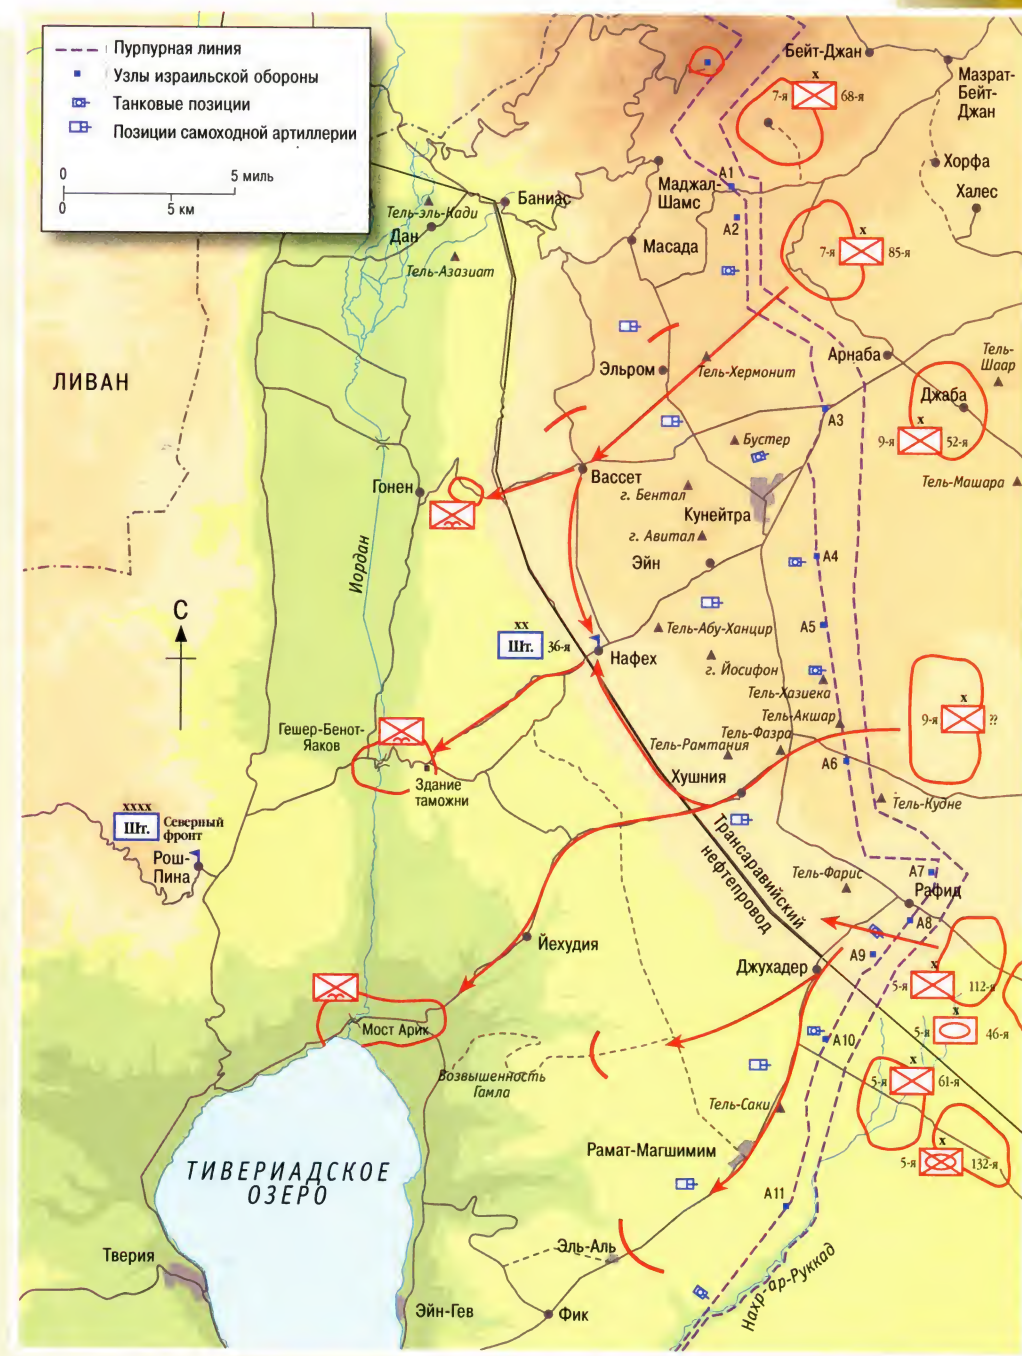 Пурпурная линия
Узлы израильской обороны
Танковые позиции
Позиции самоходной артиллерии
0
5 миль
0
5 км
Бейт-Джан
Мазрат-
Бейт-
Джан
x
7-я
68-я
Хорфа
Халес
А1
Маджал-
Шамс
А2
Баниас
Тель-эль-Кади
Дан
Тель-Азазиат
Масада
x
7-я
85-я
ЛИВАН
Эльром
Тель-Хермонит
Арнаба
Тель-
Шаар
Джаба
x
9-я
52-я
А3
Бустер
Вассет
Тель-Машара
Гонен
г. Бентал
Кунейтра
г. Авитал
Эйн
А4
Иордан
С
xx
Шт.
36-я
Нафех
Тель-Абу-Ханцир
А5
г. Йосифон
Тель-Хазиека
x
9-я
??
Тель-Акшар
Тель-Фазра
Тель-Рамтания
Гешер-Бенот-
Яаков
А6
Хушния
Здание
таможни
Тель-Кудне
xxxx
Шт.
Северный
фронт
Рош-
Пина
Трансаравийский
нефтепровод
Тель-Фарис
А7
Рафид
А8
Йехудия
А9
Джухадер
x
5-я
112-я
x
5-я
46-я
Мост Арик
А10
Возвышенность
Гамла
x
5-я
61-я
Тель-Саки
x
5-я
132-я
Рамат-Магшимим
ТИВЕРИАДСКОЕ
ОЗЕРО
А11
Эль-Аль
Тверия
Нахр-ар-Руккад
Эйн-Гев
Фик